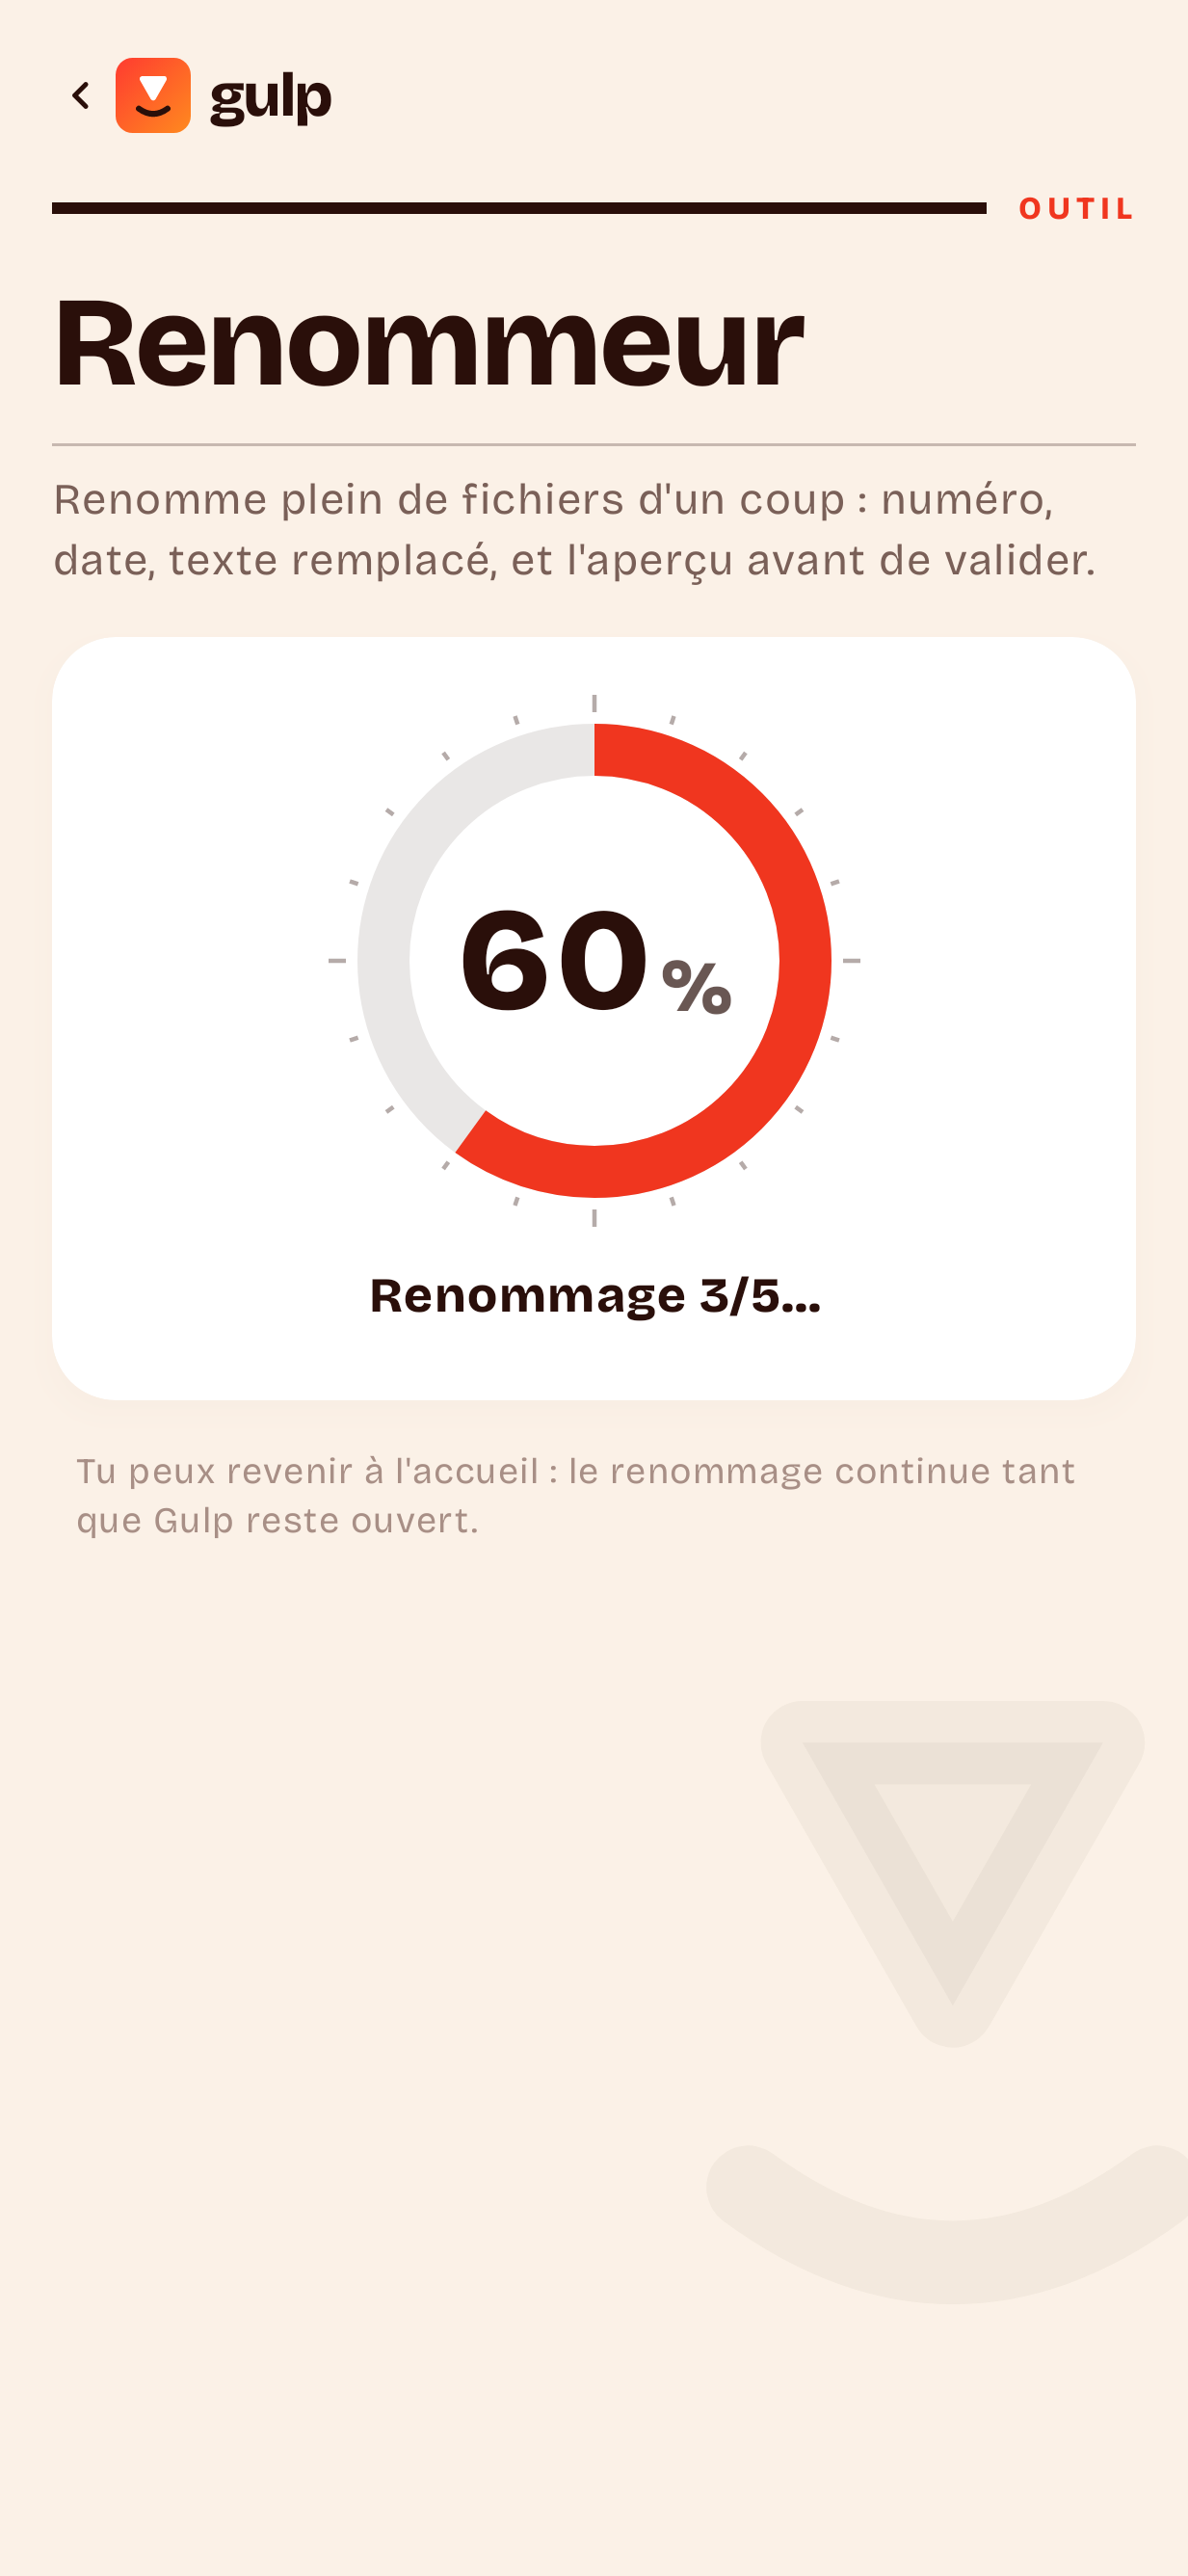 gulp
OUTIL
Renommeur
Renomme plein de fichiers d'un coup : numéro,
date, texte remplacé, et l'aperçu avant de valider.
60%
Renommage 3/5...
Tu peux revenir à l'accueil : le renommage continue tant
que Gulp reste ouvert.